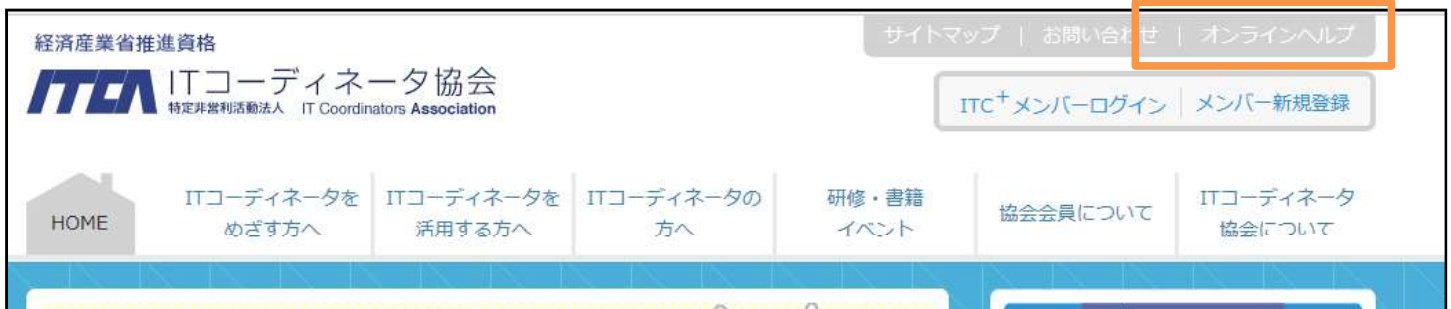 サイトマップ | お問い合わせ | オンラインヘルプ
経済産業省推進資格
ITCA ITコーディネータ協会
特定非営利活動法人 IT Coordinators Association
ITC+メンバーログイン メンバー新規登録
HOME
ITコーディネータを
めざす方へ
ITコーディネータを
活用する方へ
ITコーディネータの
方へ
研修・書籍
イベント
協会会員について
ITコーディネータ
協会について